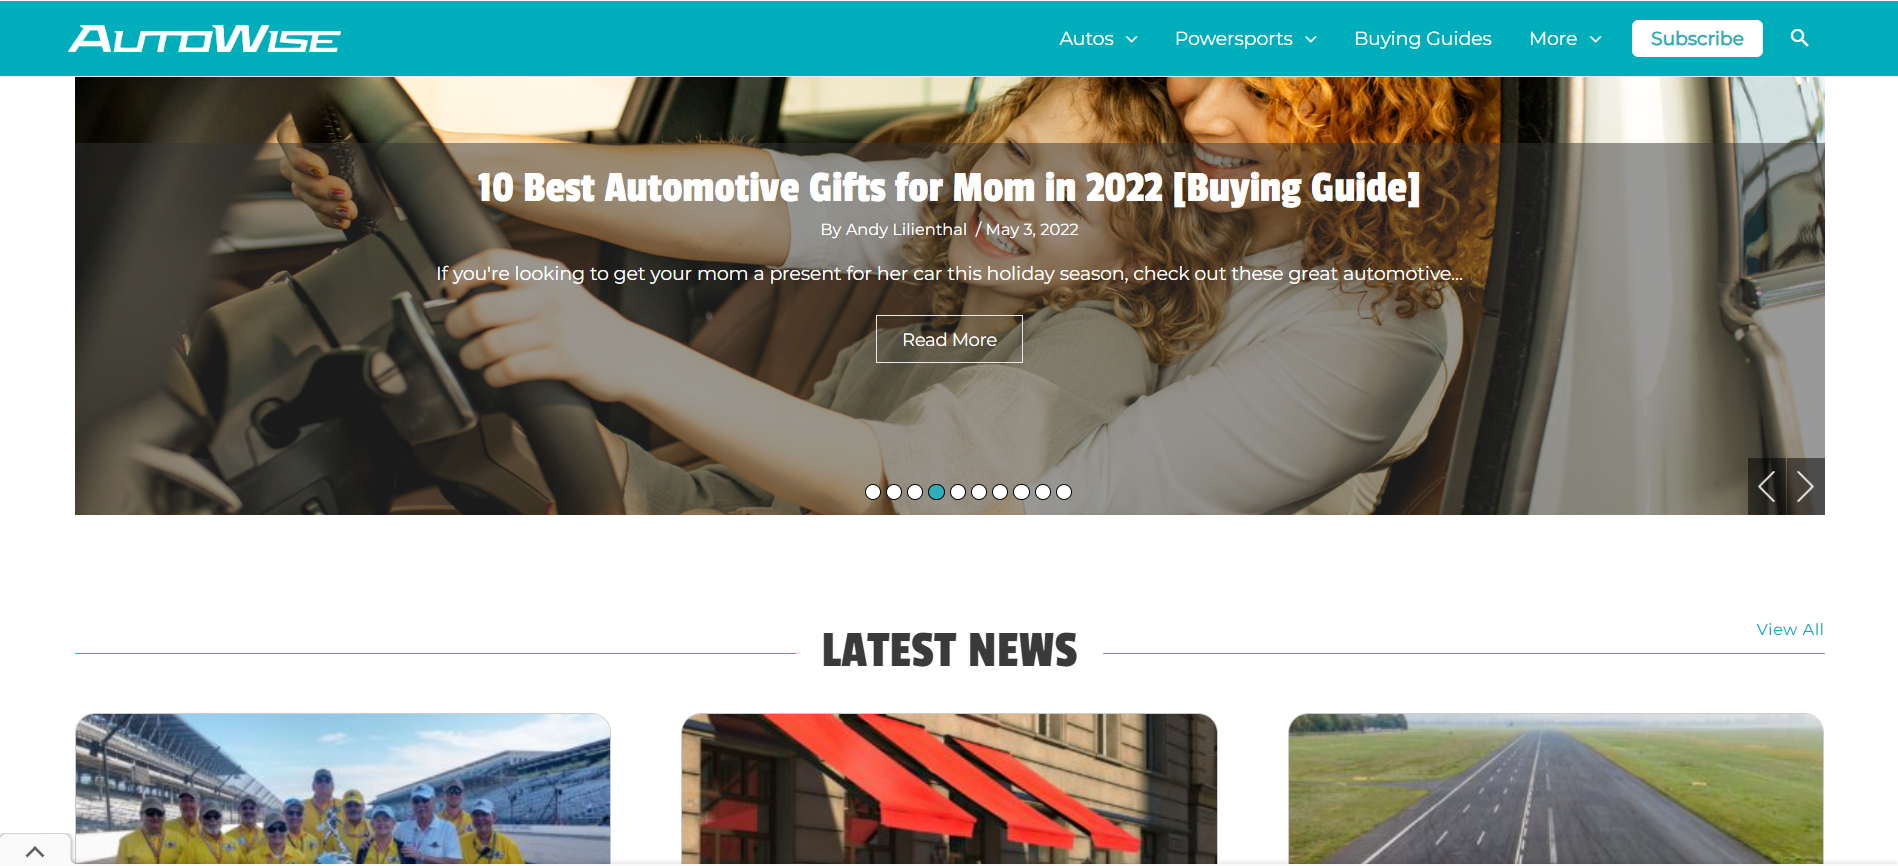 AutoWise
Autos
Powersports
Buying Guides
More
Subscribe
10 Best Automotive Gifts for Mom in 2022 [Buying Guide]
By Andy Lilienthal / May 3, 2022
If you're looking to get your mom a present for her car this holiday season, check out these great automotive...
Read More
View All
LATEST NEWS